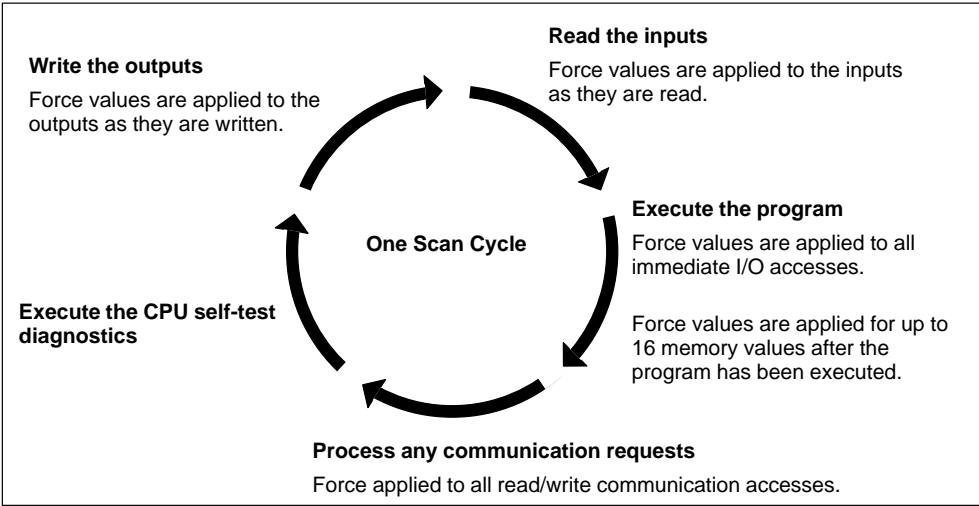 Read the inputs
Force values are applied to the inputs
as they are read.
Execute the program
Force values are applied to all
immediate I/O accesses.
Force values are applied for up to
16 memory values after the
program has been executed.
Process any communication requests
Force applied to all read/write communication accesses.
Execute the CPU self-test
diagnostics
Write the outputs
Force values are applied to the
outputs as they are written.
One Scan Cycle